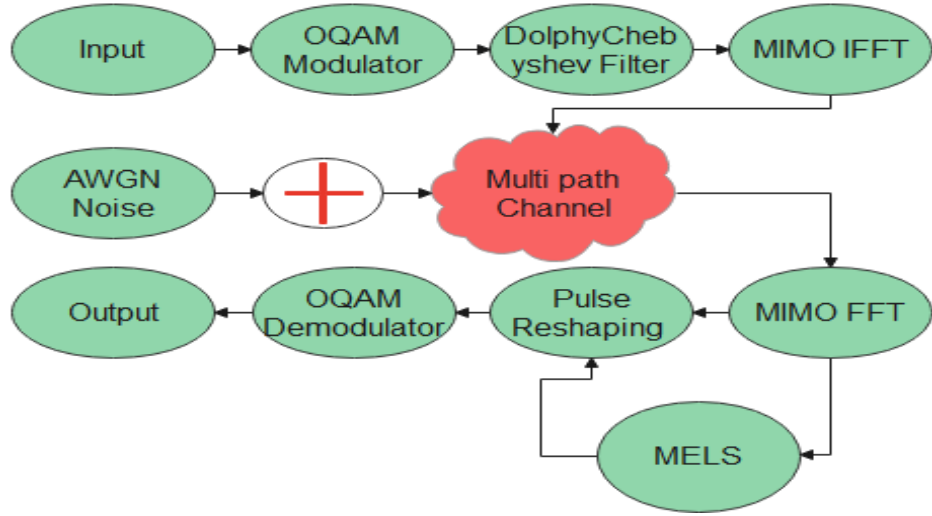 Input
OQAM
Modulator
DolphyCheb
yshev Filter
MIMO IFFT
AWGN
Noise
Multi path
Channel
Output
OQAM
Demodulator
Pulse
Reshaping
MIMO FFT
MELS